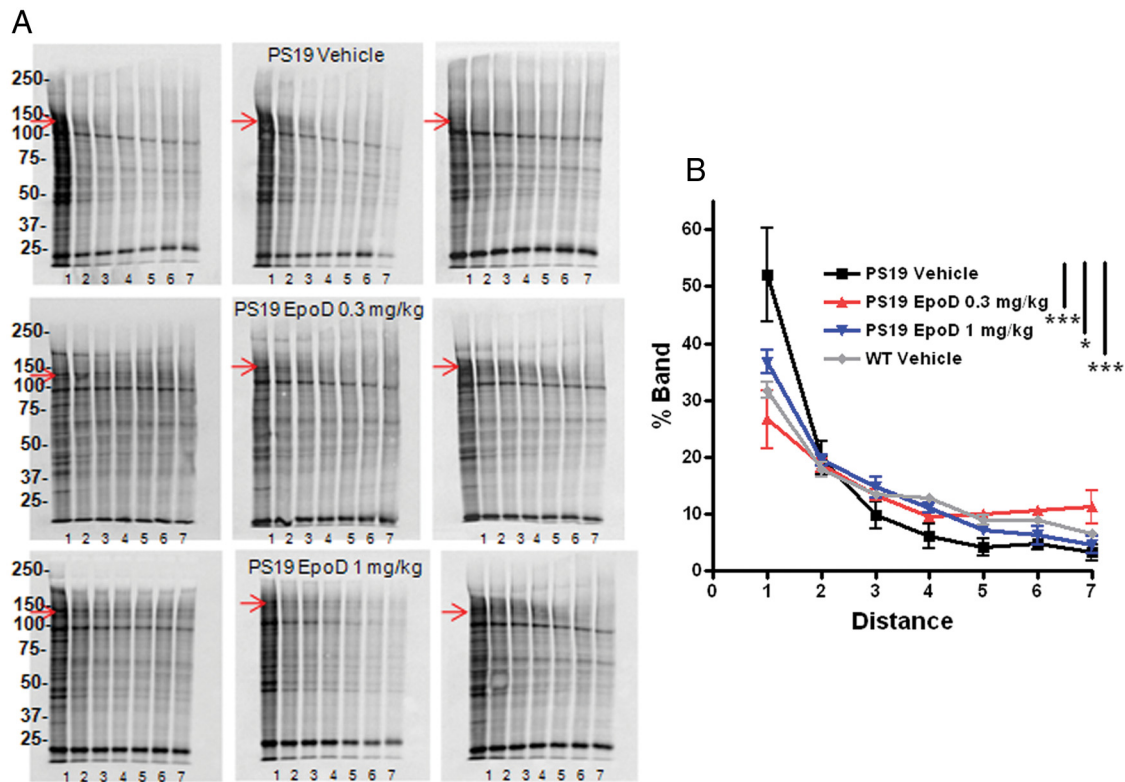 A
PS19 Vehicle
250-
150-
100-
75-
50-
37-
25-
1 2 3 4 5 6 7
1 2 3 4 5 6 7
1 2 3 4 5 6 7
PS19 EpoD 0.3 mg/kg
250-
150-
100-
75-
50-
37-
25-
1 2 3 4 5 6 7
1 2 3 4 5 6 7
1 2 3 4 5 6 7
PS19 EpoD 1 mg/kg
250-
150-
100-
75-
50-
37-
25-
1 2 3 4 5 6 7
1 2 3 4 5 6 7
1 2 3 4 5 6 7
B
% Band
60
50
40
30
20
10
0
PS19 Vehicle
PS19 EpoD 0.3 mg/kg
PS19 EpoD 1 mg/kg
WT Vehicle
***
*
***
0 1 2 3 4 5 6 7
Distance